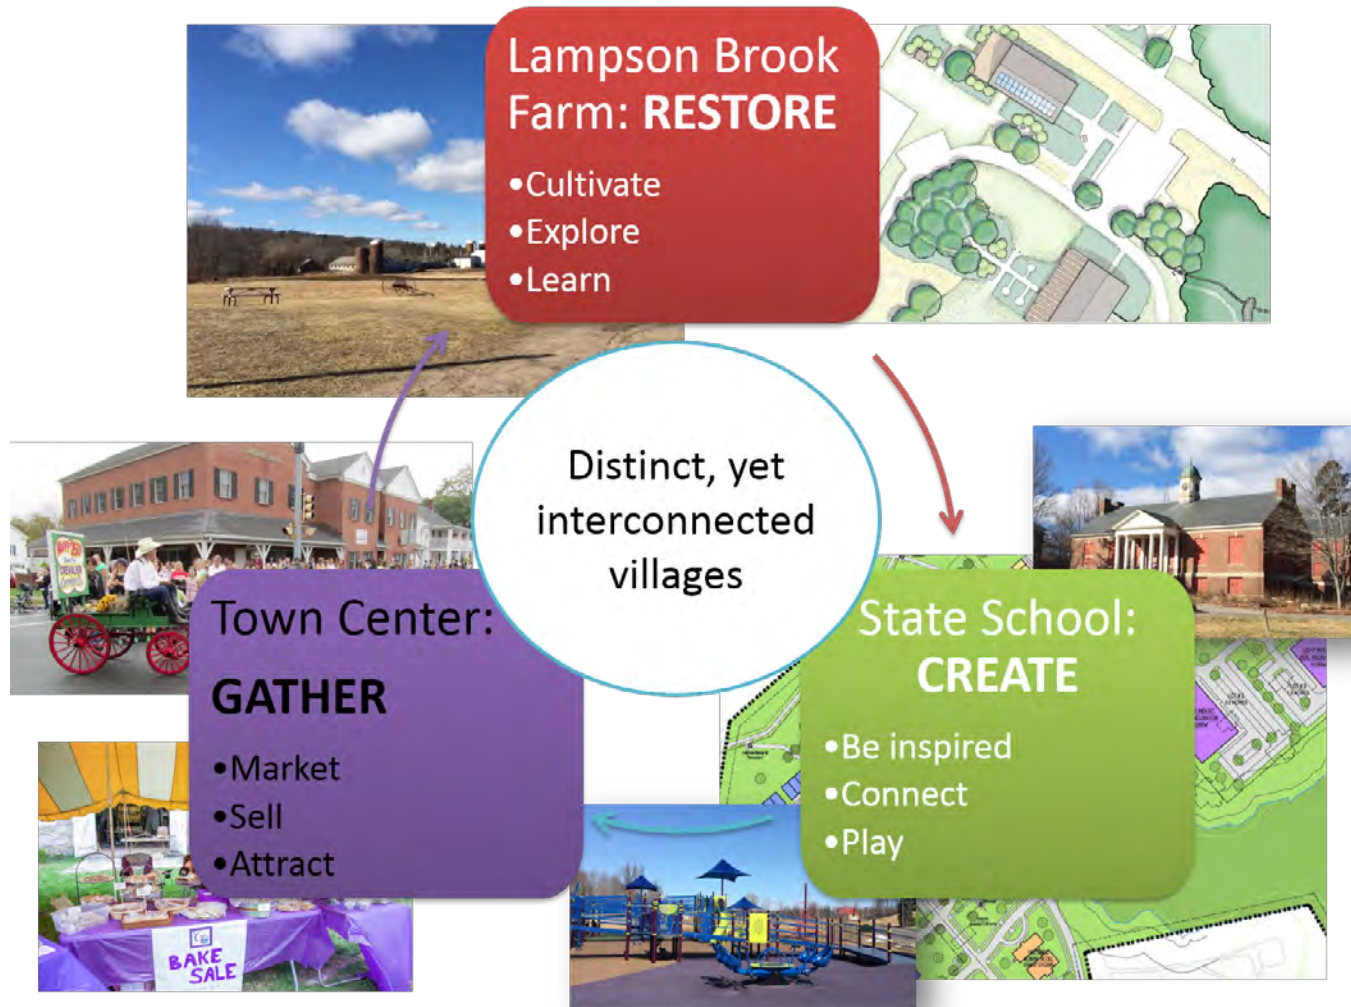 Lampson Brook
Farm: RESTORE
•Cultivate
•Explore
•Learn
Distinct, yet
interconnected
villages
State School:
CREATE
•Be inspired
•Connect
•Play
Town Center:
GATHER
•Market
•Sell
•Attract
BAKE
SALE